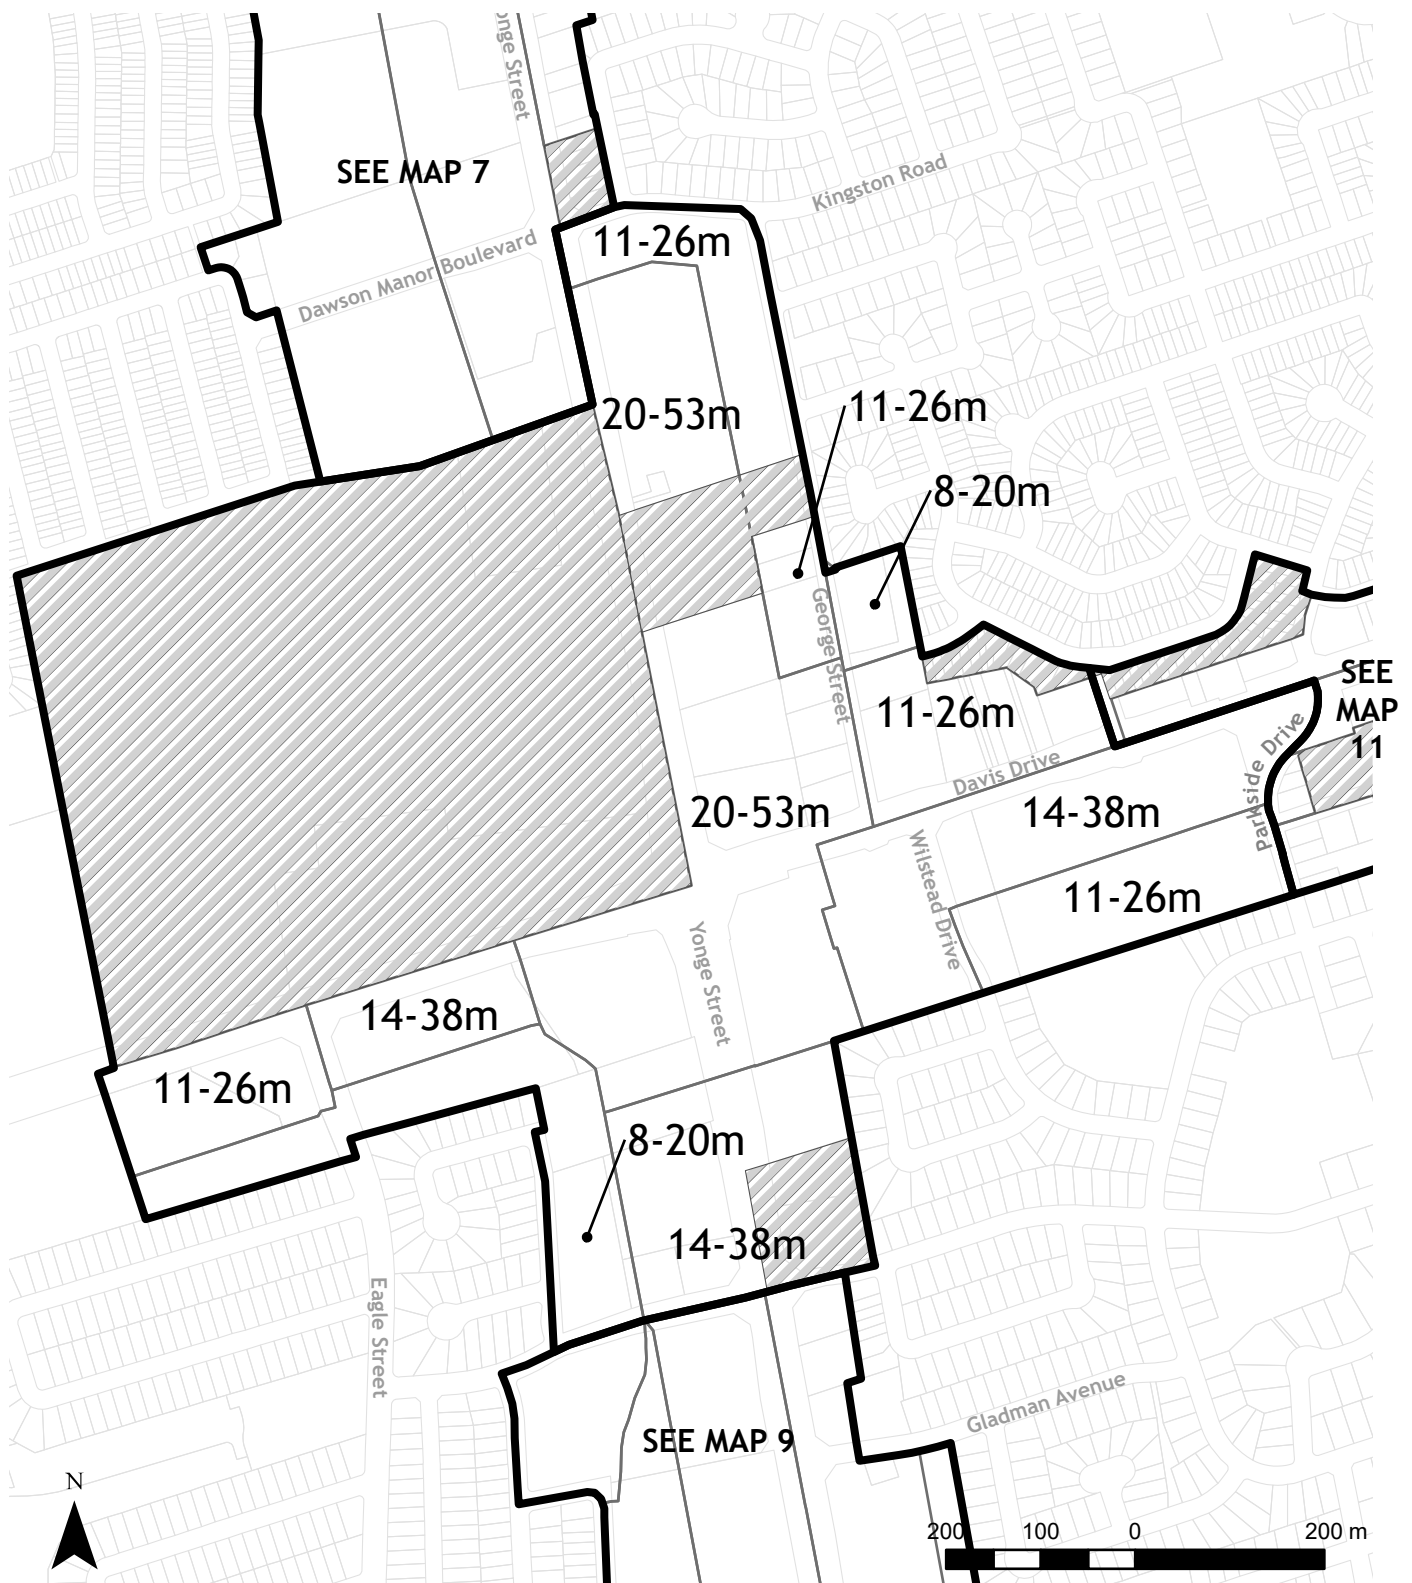 onge Street
SEE MAP 7
Kingston Road
11-26m
Dawson Manor Boulevard
20-53m
11-26m
8-20m
George Street
SEE
MAP
11
11-26m
Parkside Drive
Davis Drive
20-53m
14-38m
Wilstead Drive
11-26m
Yonge Street
14-38m
11-26m
8-20m
14-38m
Eagle Street
Gladman Avenue
SEE MAP 9
N
200 100 0 200 m